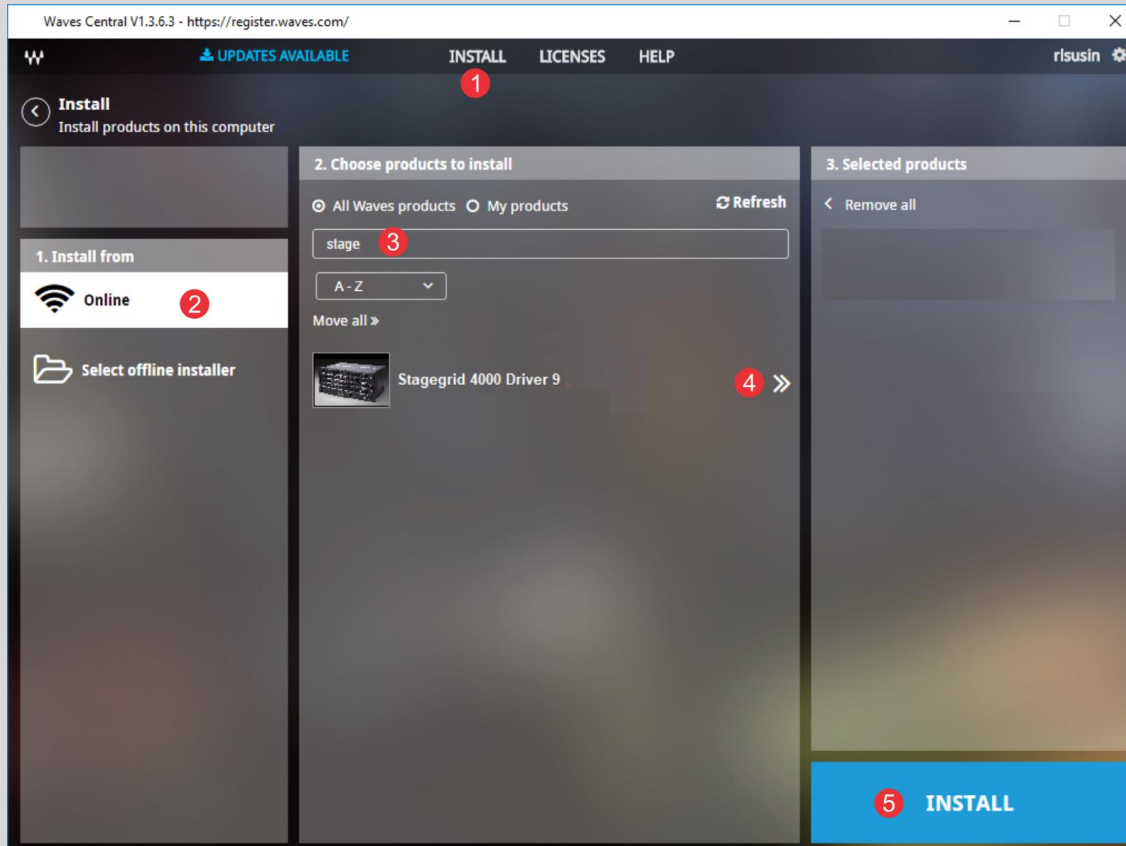 Waves Central V1.3.6.3 - https://register.waves.com/
UPDATES AVAILABLE INSTALL LICENSES HELP rlsusin
1
Install
Install products on this computer
1. Install from
Online 2
Select offline installer
2. Choose products to install
All Waves products My products Refresh
stage 3
A - Z
Move all »
Stagegrid 4000 Driver 9 4 »
3. Selected products
< Remove all
5 INSTALL